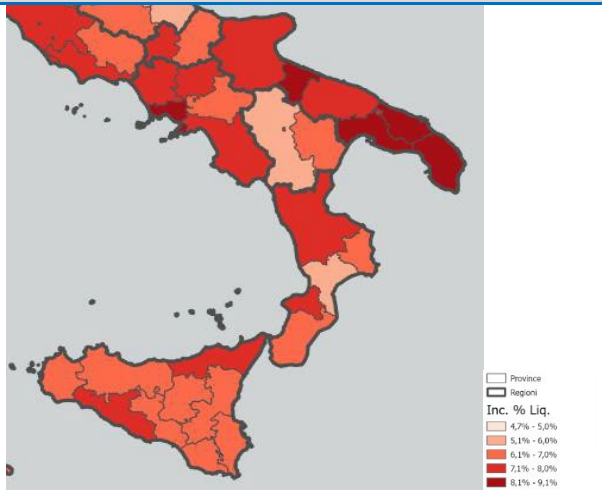 Province
Regioni
Inc. % Liq.
4,7% - 5,0%
5,1% - 6,0%
6,1% - 7,0%
7,1% - 8,0%
8,1% - 9,1%